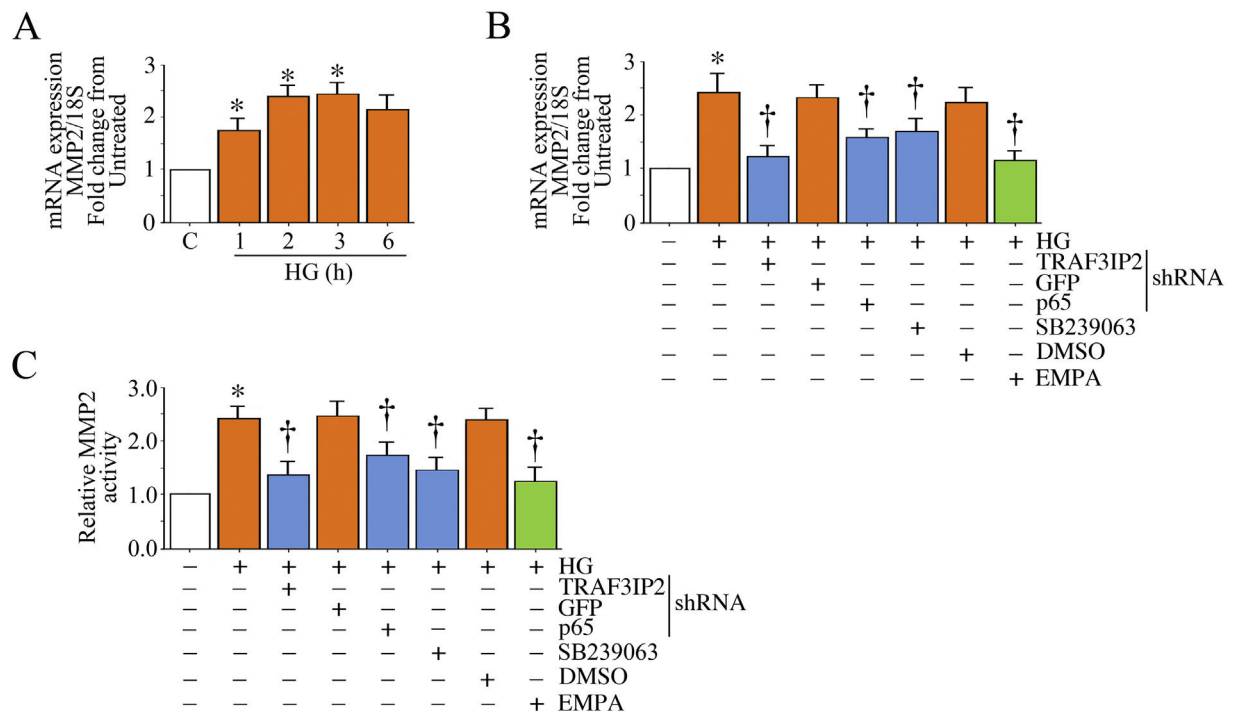 A
mRNA expression
MMP2/18S
Fold change from
Untreated
3
2
1
0
* * *
C 1 2 3 6
HG (h)
B
mRNA expression
MMP2/18S
Fold change from
Untreated
3
2
1
0
* † † † †
– + + + + + + + HG
– – + – – – – – TRAF3IP2
– – – + – – – – GFP
shRNA
– – – – + – – – p65
– – – – – + – – SB239063
– – – – – – + – DMSO
– – – – – – – + EMPA
C
Relative MMP2
activity
3.0
2.0
1.0
0.0
* † † † †
– + + + + + + + HG
– – + – – – – – TRAF3IP2
– – – + – – – – GFP
shRNA
– – – – + – – – p65
– – – – – + – – SB239063
– – – – – – + – DMSO
– – – – – – – + EMPA